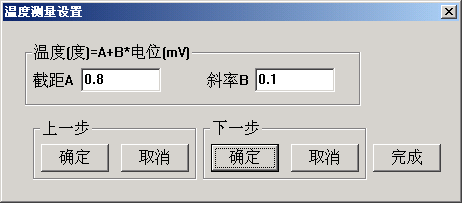 温度测量设置
温度(度)=A+B*电位(mV)
截距A 0.8 斜率B 0.1
上一步 下一步
确定 取消 确定 取消 完成